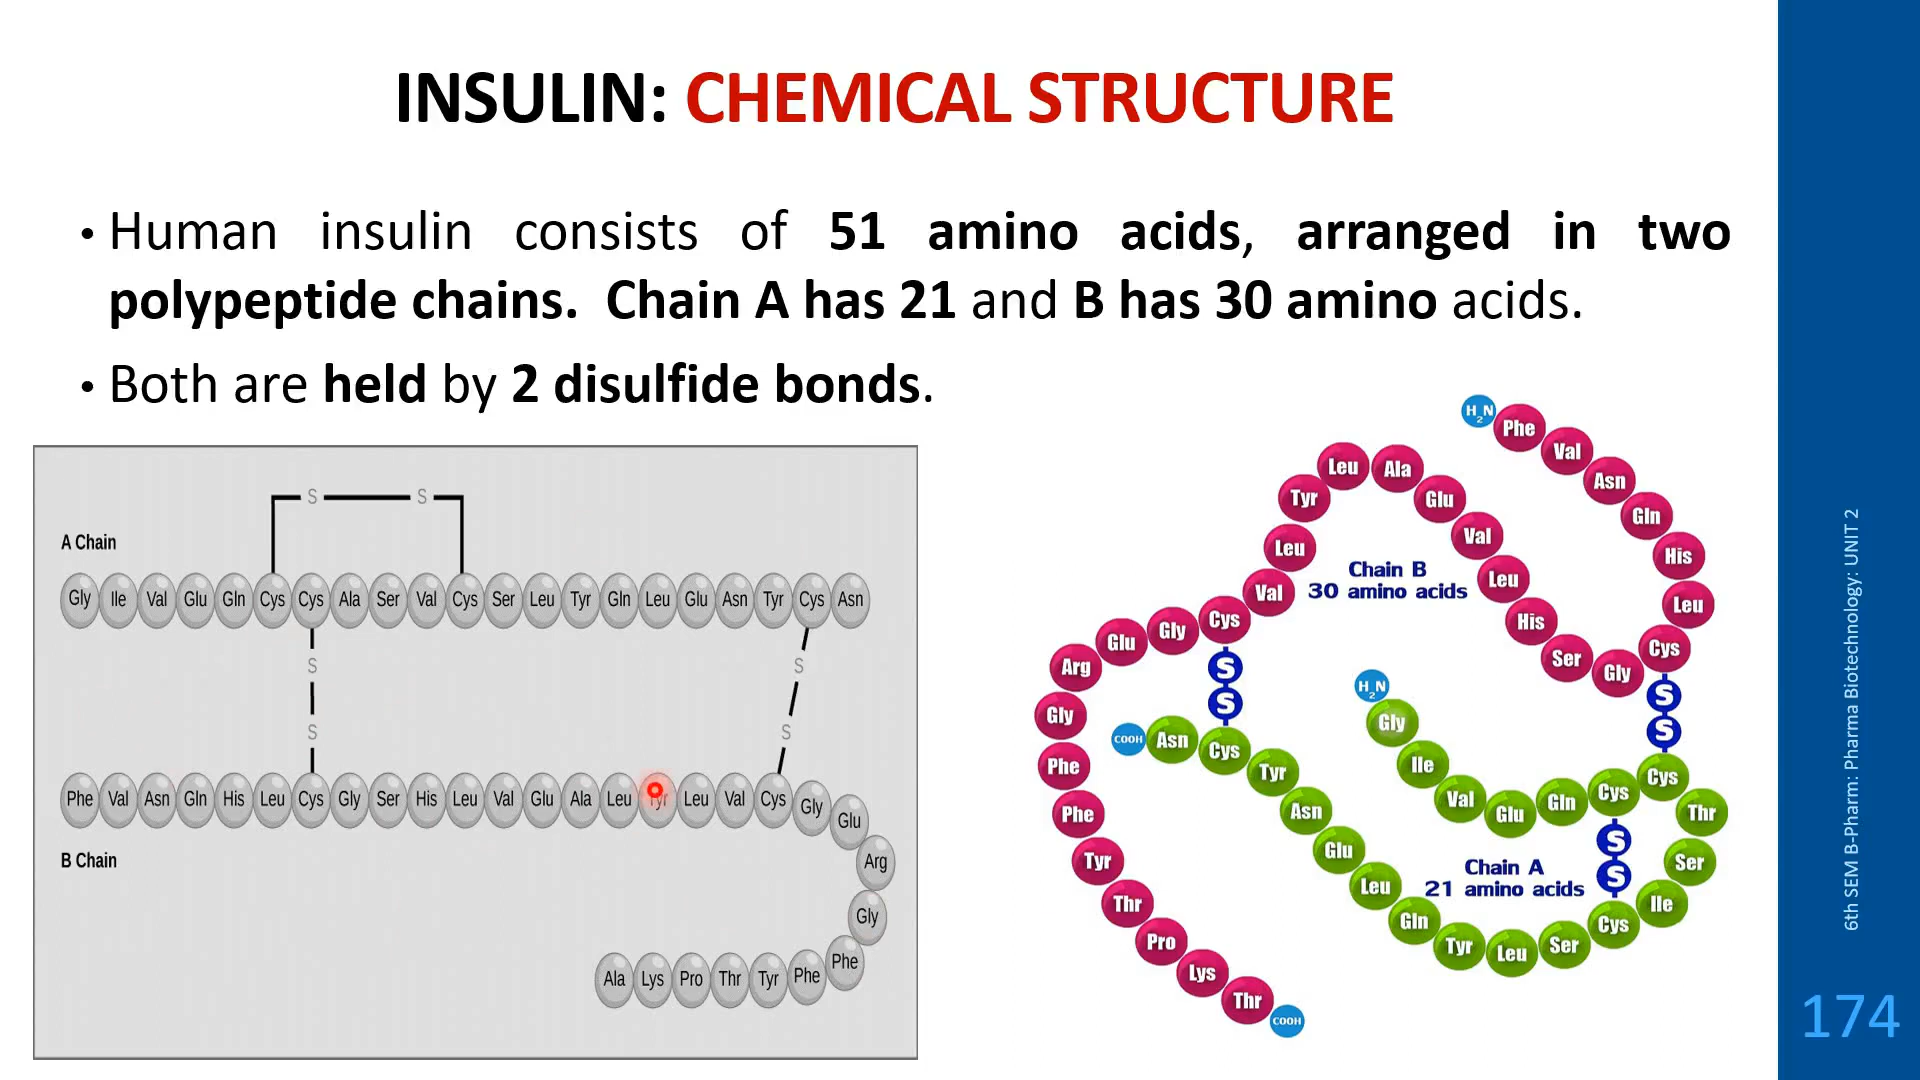 INSULIN: CHEMICAL STRUCTURE
• Human insulin consists of 51 amino acids, arranged in two
polypeptide chains. Chain A has 21 and B has 30 amino acids.
• Both are held by 2 disulfide bonds.
S S
A Chain
Gly Ile Val Glu Gln Cys Cys Ala Ser Val Cys Ser Leu Tyr Gln Leu Glu Asn Tyr Cys Asn
S S
S S
Phe Val Asn Gln His Leu Cys Gly Ser His Leu Val Glu Ala Leu Tyr Leu Val Cys Gly Glu Arg Gly Phe Phe Tyr Thr Pro Lys Ala
B Chain
H2N Phe Val Asn Gln His Leu Cys Gly Ser His Leu Val Glu Ala Leu Tyr Leu Val Cys Gly Glu Arg Gly Phe Phe Tyr Thr Pro Lys Thr COOH
Chain B
30 amino acids
S S
S S
H2N Gly Ile Val Glu Gln Cys Cys Thr Ser Ile Cys Ser Leu Tyr Gln Leu Glu Asn Tyr Cys Asn COOH
S S
Chain A
21 amino acids
6th SEM B-Pharm: Pharma Biotechnology: UNIT 2
174